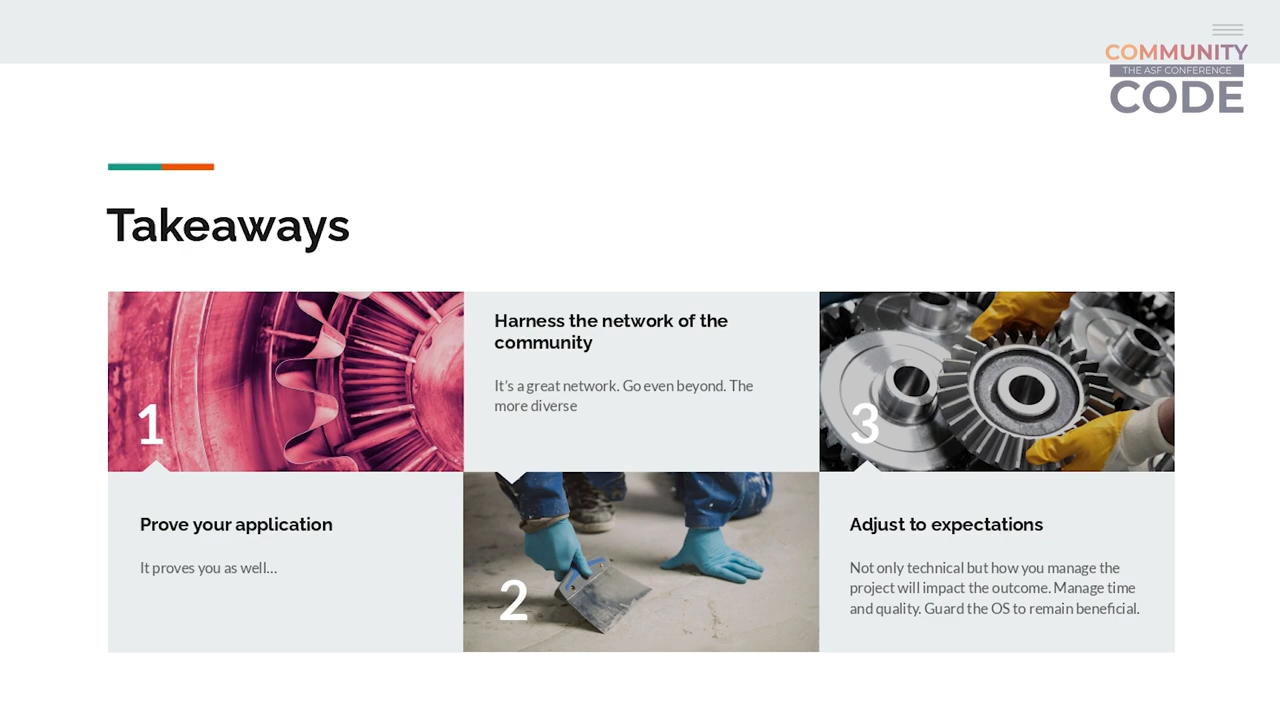 COMMUNITY
THE ASF CONFERENCE
CODE
Takeaways
1
Prove your application
It proves you as well...
Harness the network of the
community
It's a great network. Go even beyond. The
more diverse
2
3
Adjust to expectations
Not only technical but how you manage the
project will impact the outcome. Manage time
and quality. Guard the OS to remain beneficial.